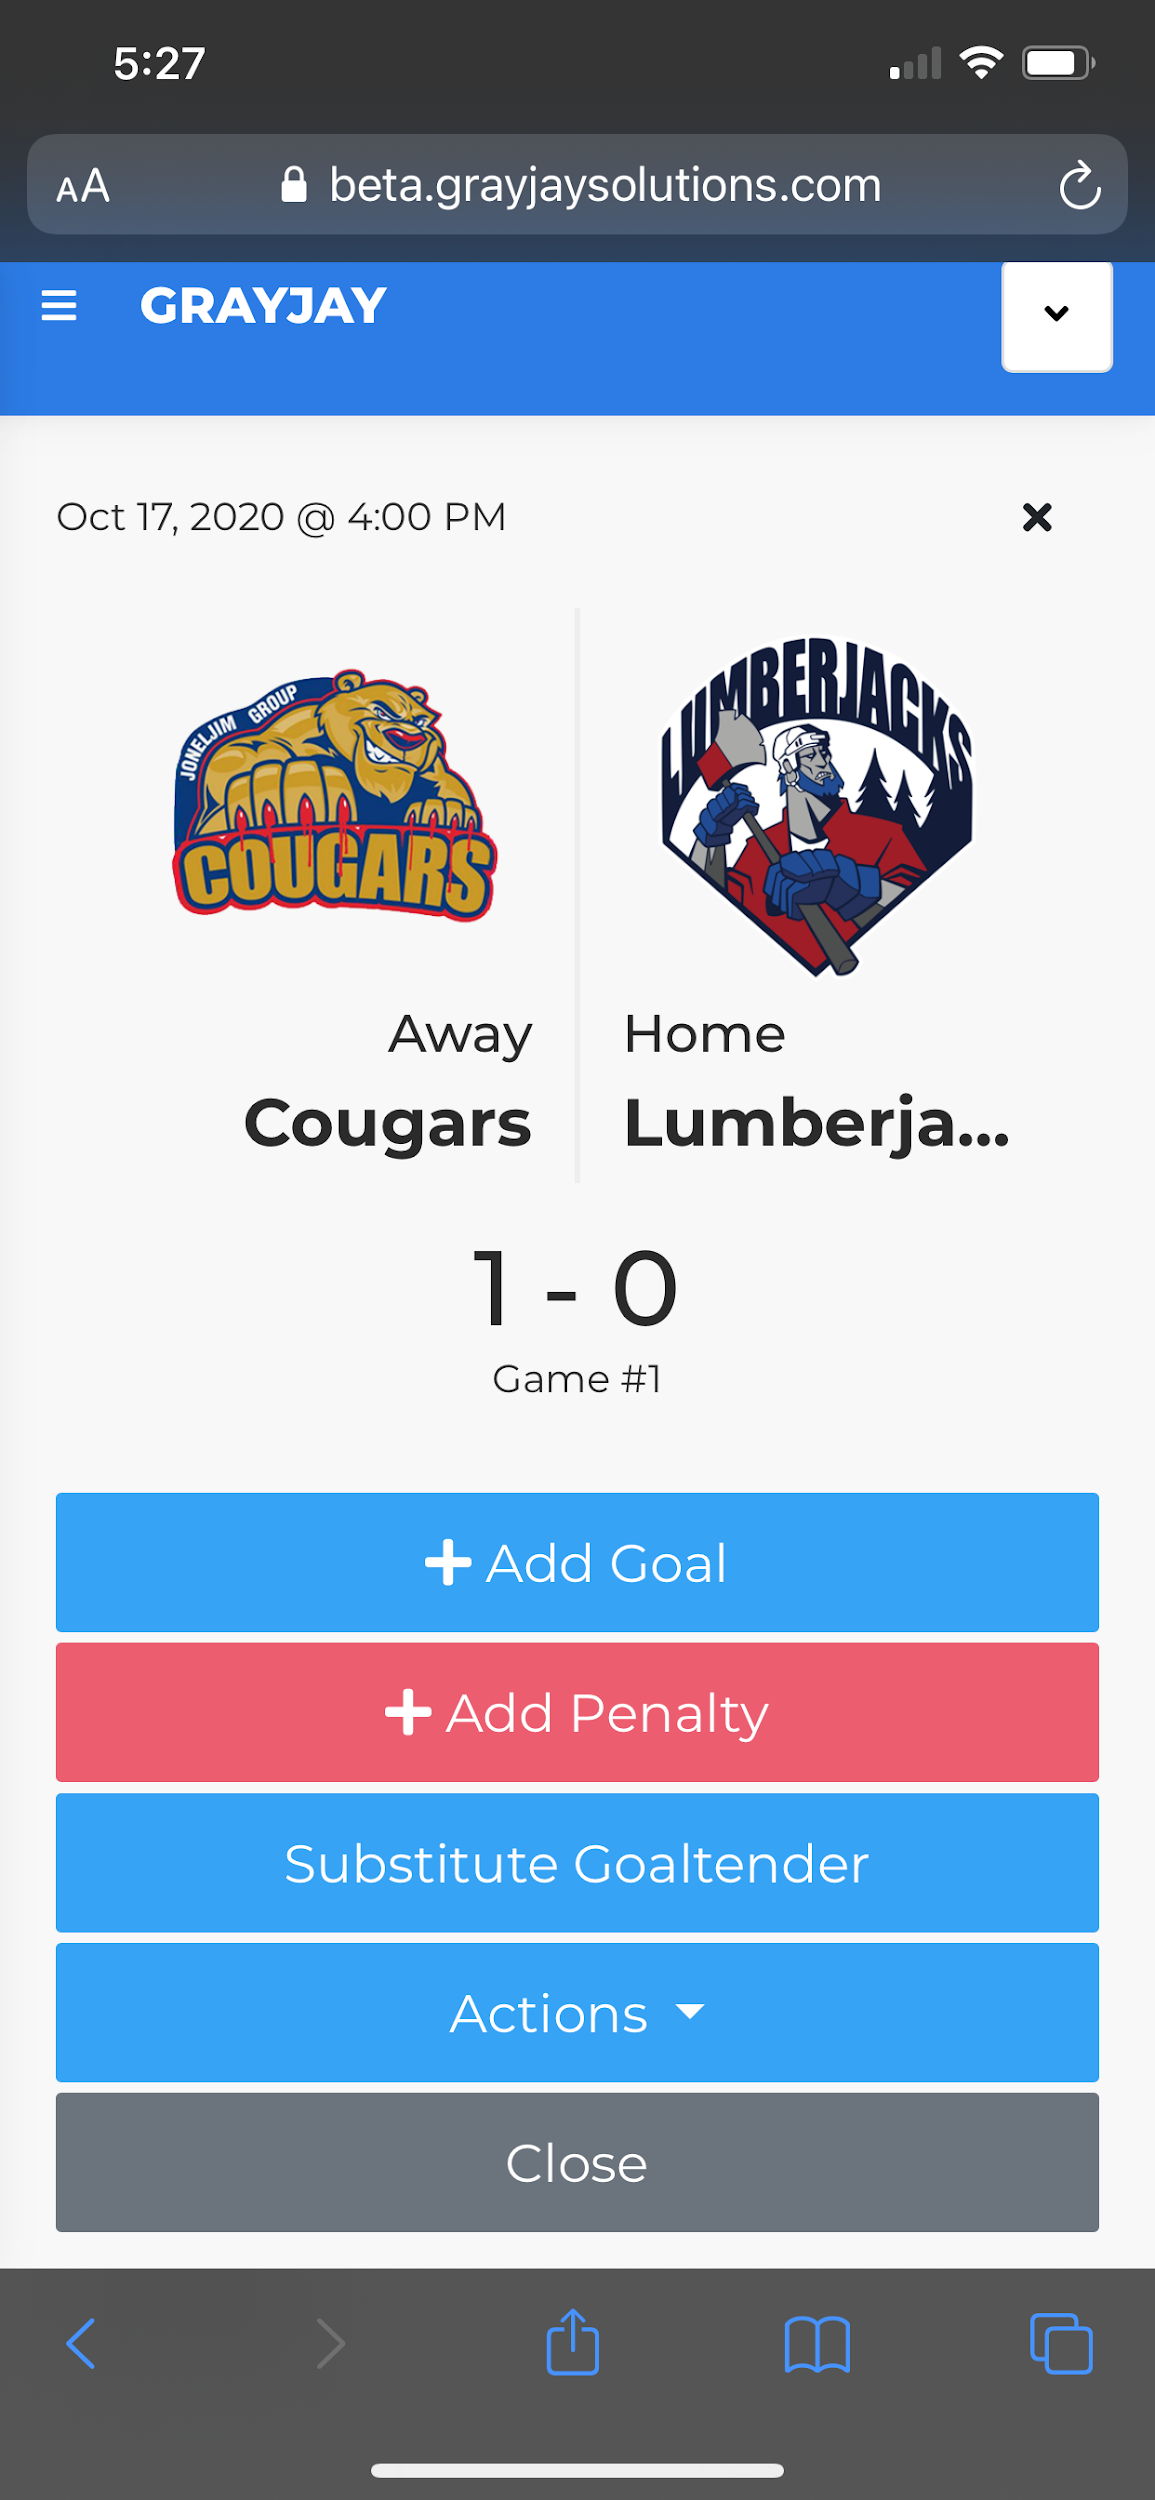 5:27
AA beta.grayjaysolutions.com
GRAYJAY
Oct 17, 2020 @ 4:00 PM
JONELJIM GROUP
COUGARS
LUMBERJACKS
Away
Home
Cougars
Lumberja...
1 - 0
Game #1
Add Goal
Add Penalty
Substitute Goaltender
Actions
Close